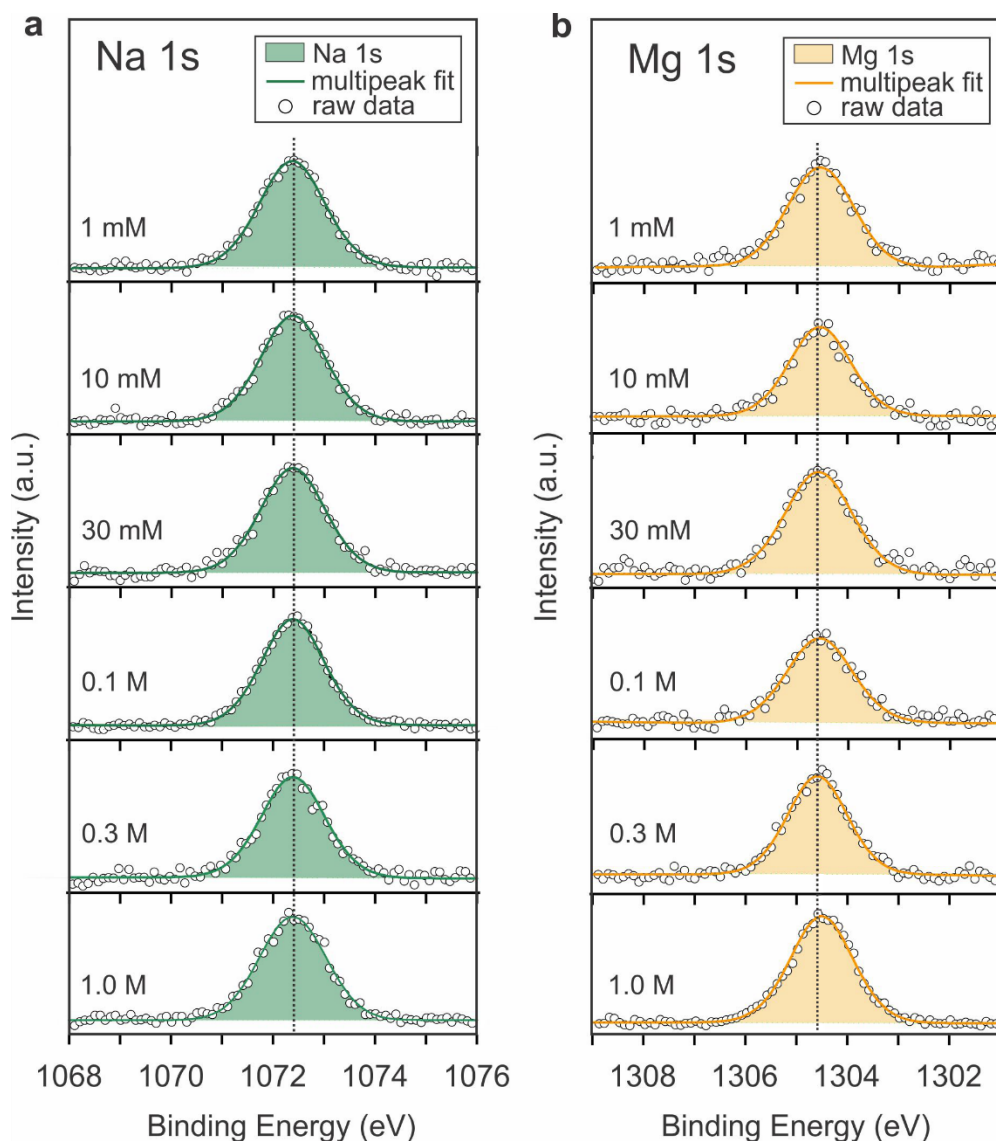 a
Na 1s
Na 1s
multipeak fit
raw data
1 mM
10 mM
30 mM
0.1 M
0.3 M
1.0 M
Intensity (a.u.)
1068 1070 1072 1074 1076
Binding Energy (eV)
b
Mg 1s
Mg 1s
multipeak fit
raw data
1 mM
10 mM
30 mM
0.1 M
0.3 M
1.0 M
Intensity (a.u.)
1308 1306 1304 1302
Binding Energy (eV)